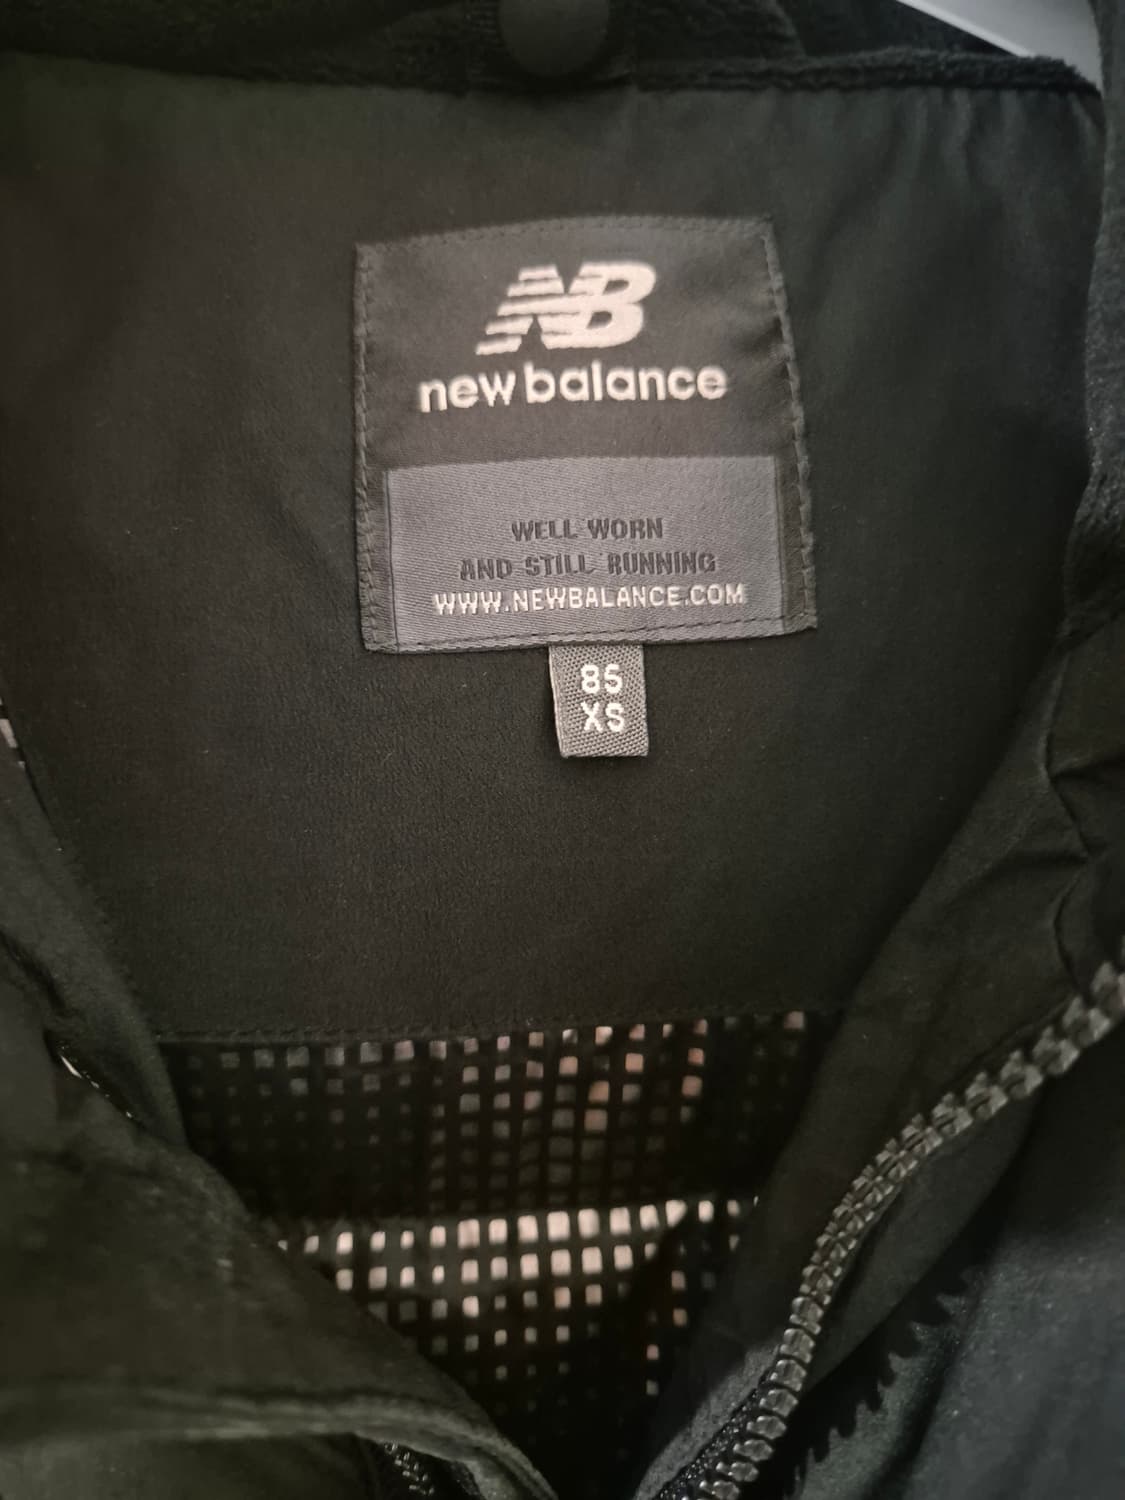 NB
new balance
WELL WORN
AND STILL RUNNING
WWW.NEWBALANCE.COM
85
XS